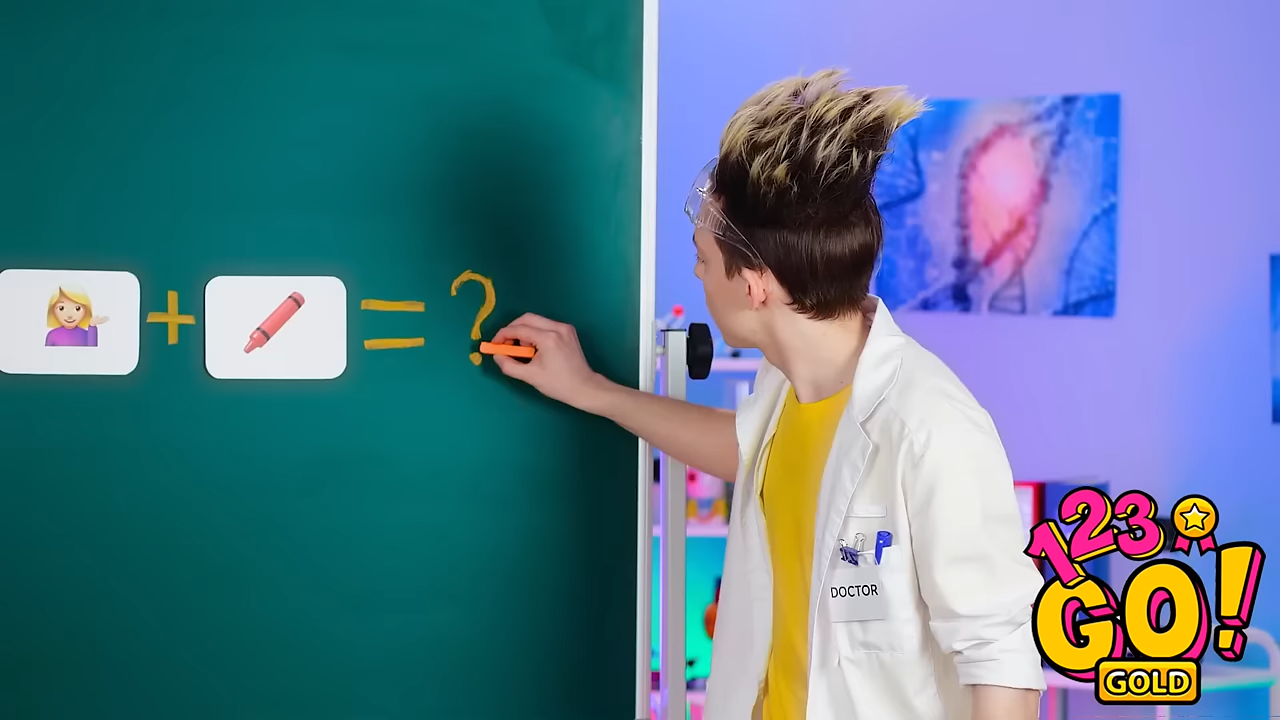 + = ?
DOCTOR
123
GO!
GOLD